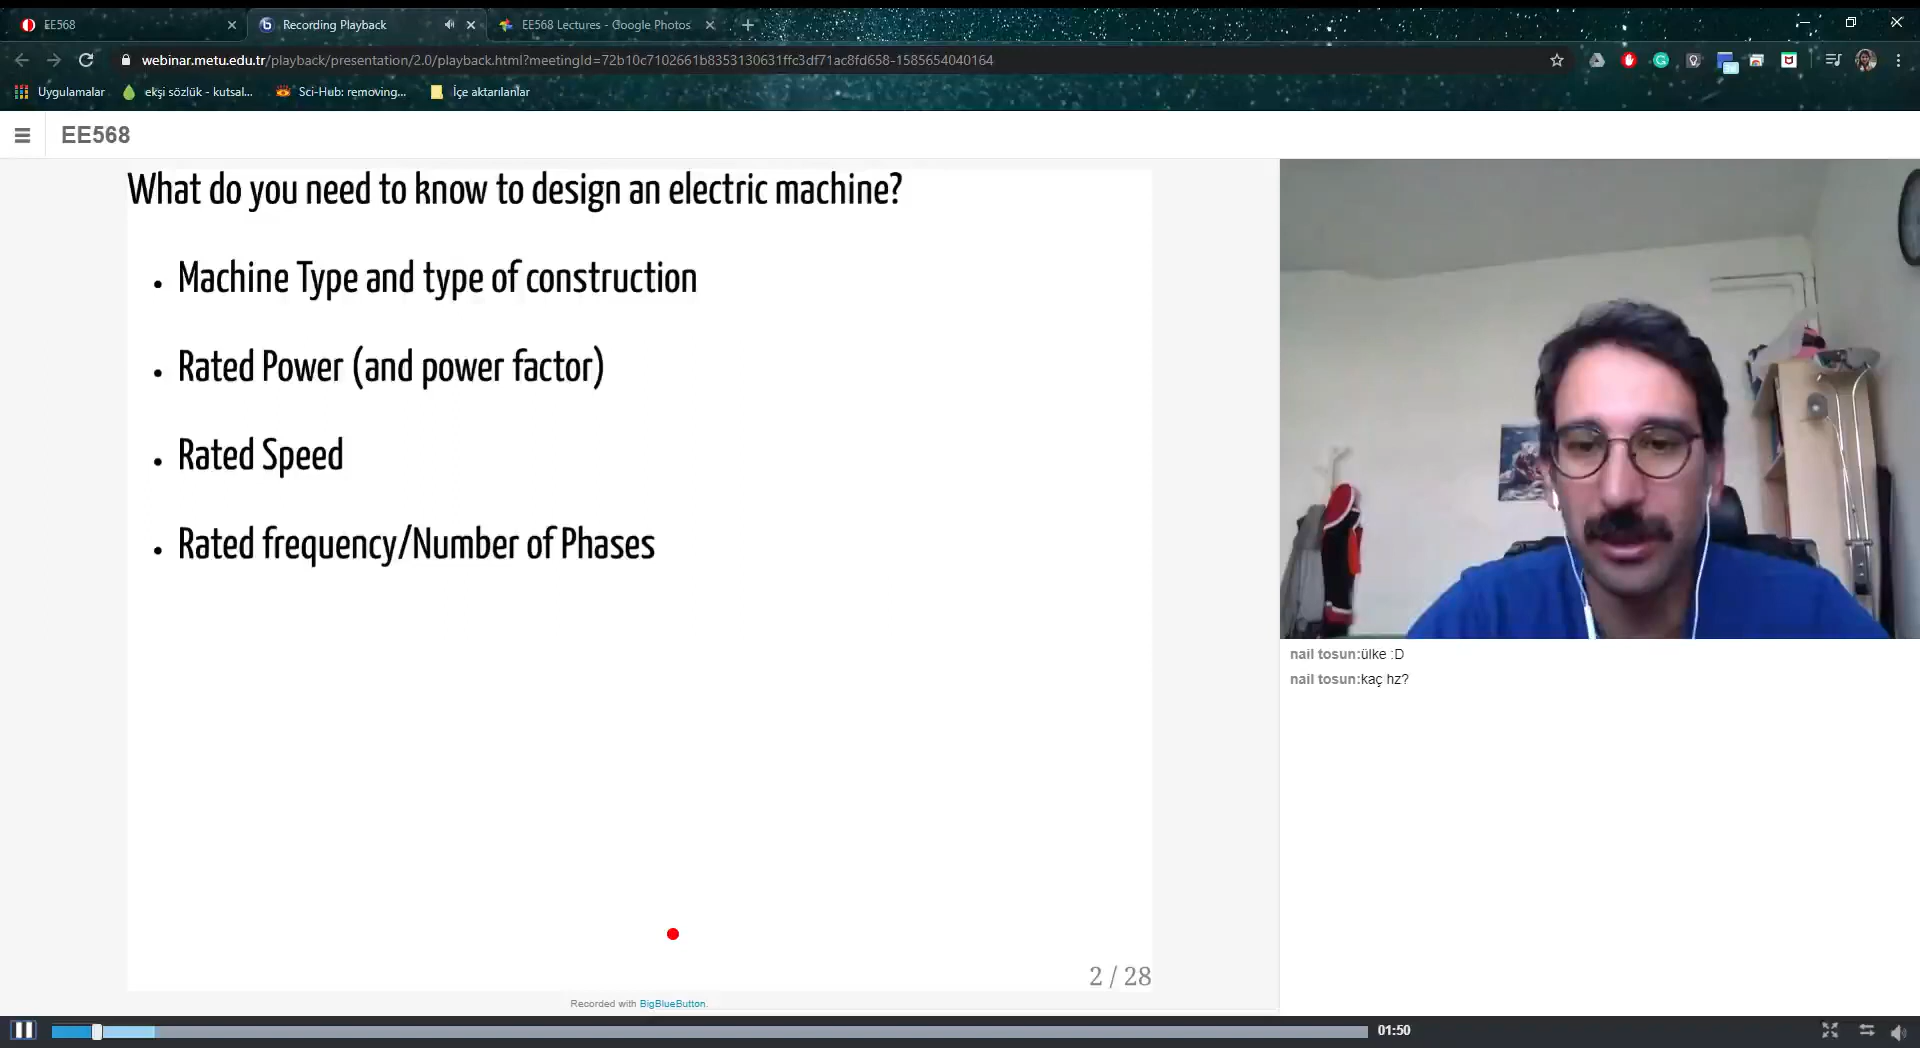 EE568
Recording Playback
EE568 Lectures - Google Photos
webinar.metu.edu.tr/playback/presentation/2.0/playback.html?meetingId=72b10c7102661b8353130631ffc3df71ac8fd658-1585654040164
Uygulamalar
ekşi sözlük - kutsal...
Sci-Hub: removing...
İçe aktarılanlar
EE568
What do you need to know to design an electric machine?
• Machine Type and type of construction
• Rated Power (and power factor)
• Rated Speed
• Rated frequency/Number of Phases
2 / 28
Recorded with BigBlueButton.
nail tosun:ülke :D
nail tosun:kaç hz?
01:50